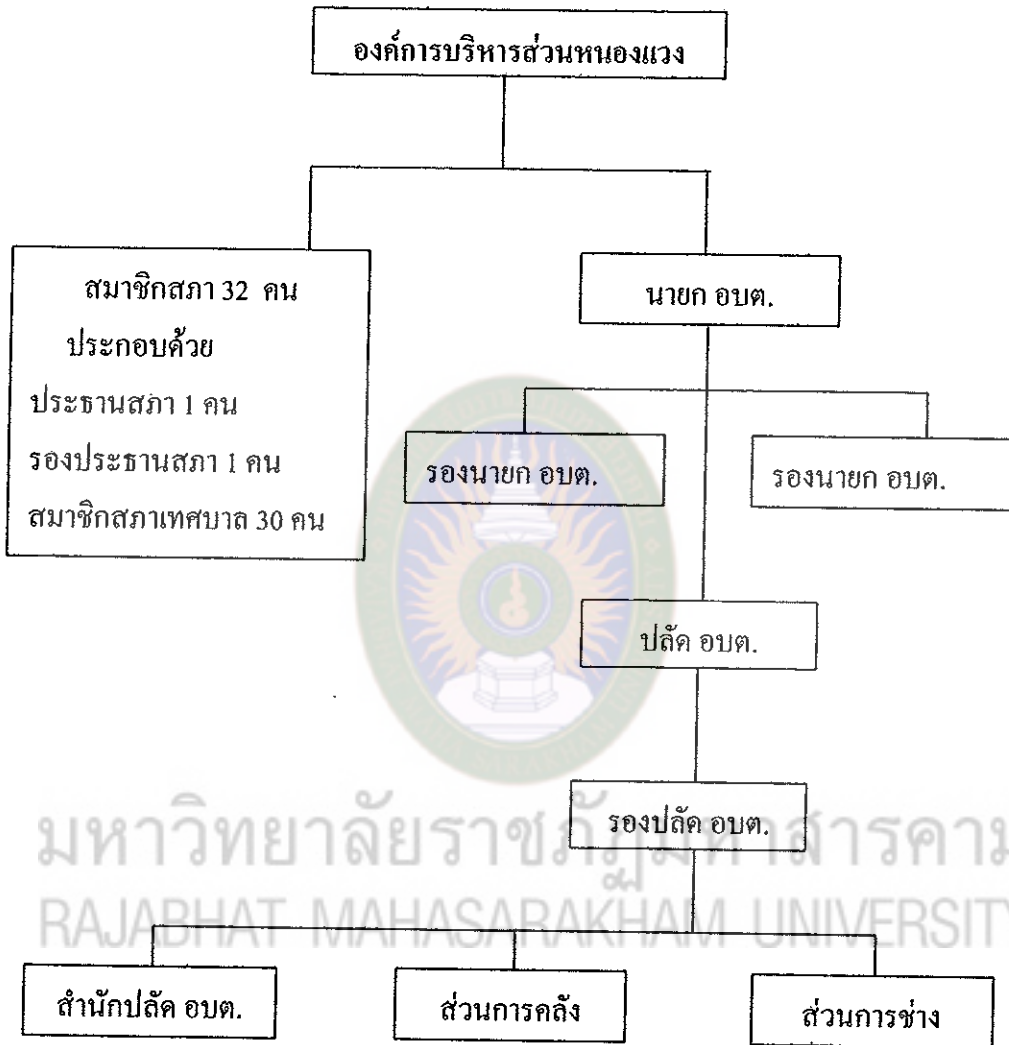 องค์การบริหารส่วนหนองแวง
สมาชิกสภา 32 คน
ประกอบด้วย
ประธานสภา 1 คน
รองประธานสภา 1 คน
สมาชิกสภาเทศบาล 30 คน
นายก อบต.
รองนายก อบต.
รองนายก อบต.
ปลัด อบต.
รองปลัด อบต.
มหาวิทยาลัยราชภัฏมหาสารคาม
RAJABHAT MAHASARAKHAM UNIVERSITY
สำนักปลัด อบต.
ส่วนการคลัง
ส่วนการช่าง